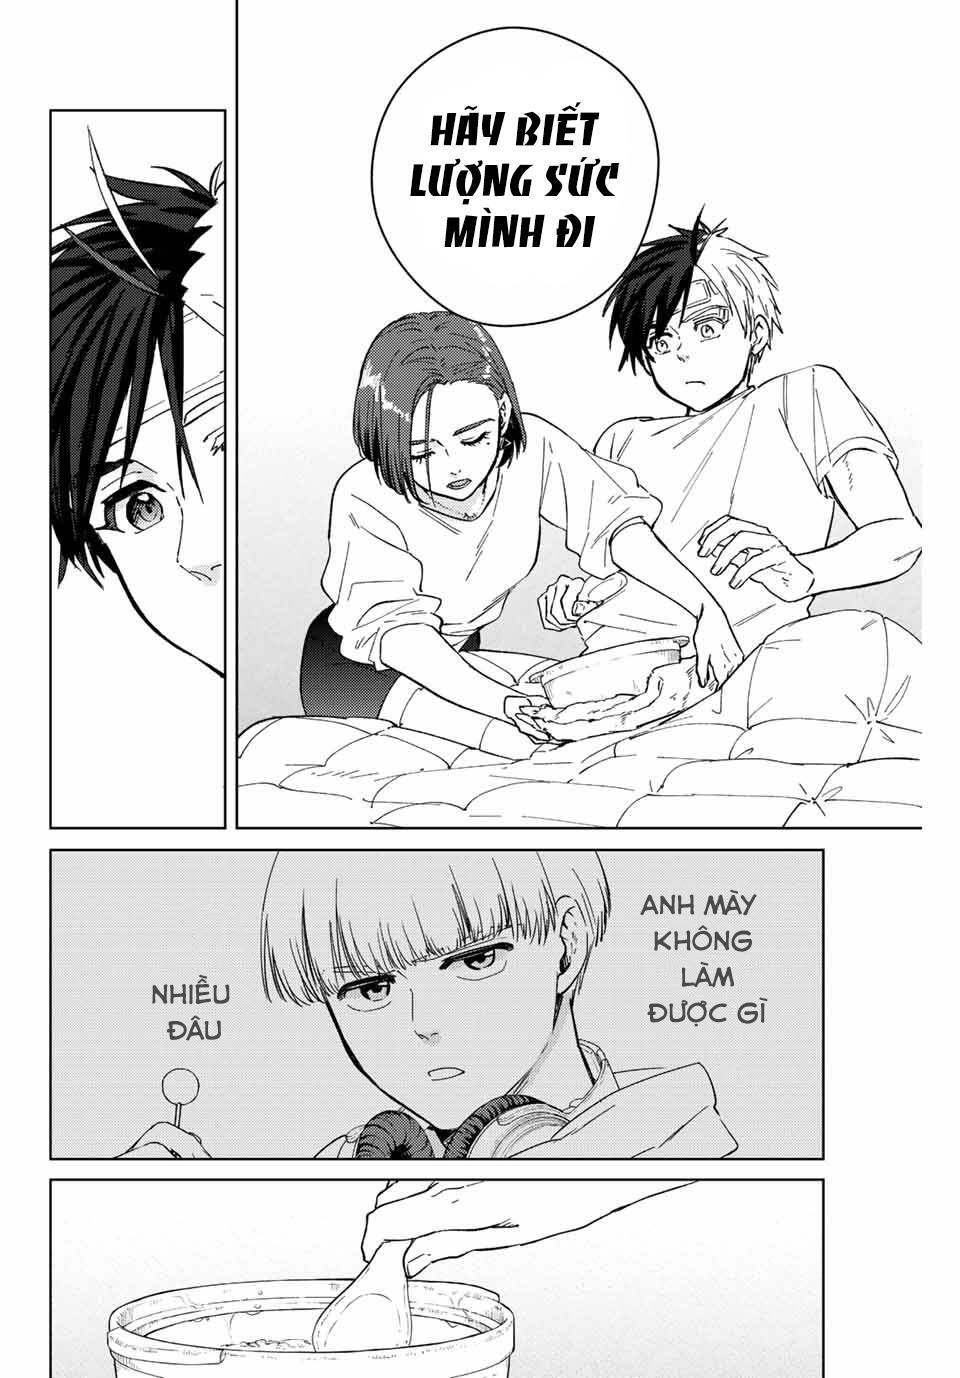 HÃY BIẾT
LƯỢNG SỨC
MÌNH ĐI
ANH MÀY
KHÔNG
LÀM
ĐƯỢC GÌ
NHIỀU
ĐÂU